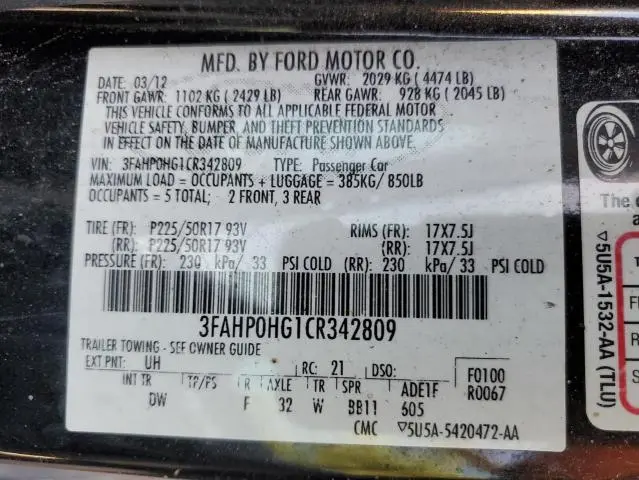 MFD. BY FORD MOTOR CO.
DATE: 03/12 GVWR: 2029 KG ( 4474 LB)
FRONT GAWR: 1102 KG ( 2429 LB) REAR GAWR: 928 KG ( 2045 LB)
THIS VEHICLE CONFORMS TO ALL APPLICABLE FEDERAL MOTOR
VEHICLE SAFETY, BUMPER, AND THEFT PREVENTION STANDARDS
IN EFFECT ON THE DATE OF MANUFACTURE SHOWN ABOVE.
VIN: 3FAHP0HG1CR342809 TYPE: Passenger Car
MAXIMUM LOAD = OCCUPANTS + LUGGAGE = 385KG/ 850LB
OCCUPANTS = 5 TOTAL; 2 FRONT, 3 REAR
TIRE (FR): P225/50R17 93V RIMS (FR): 17X7.5J
(RR): P225/50R17 93V (RR): 17X7.5J
PRESSURE (FR): 230 kPa/ 33 PSI COLD (RR): 230 kPa/ 33 PSI COLD
3FAHP0HG1CR342809
TRAILER TOWING - SEE OWNER GUIDE
EXT PNT: UH RC: 21 DSO: F0100
INT TR TP/PS R AXLE TR SPR ADE1F R0067
DW F 32 W BB11 605
CMC ▽5U5A-5420472-AA
The
▽5U5A-1532-AA (TLU)